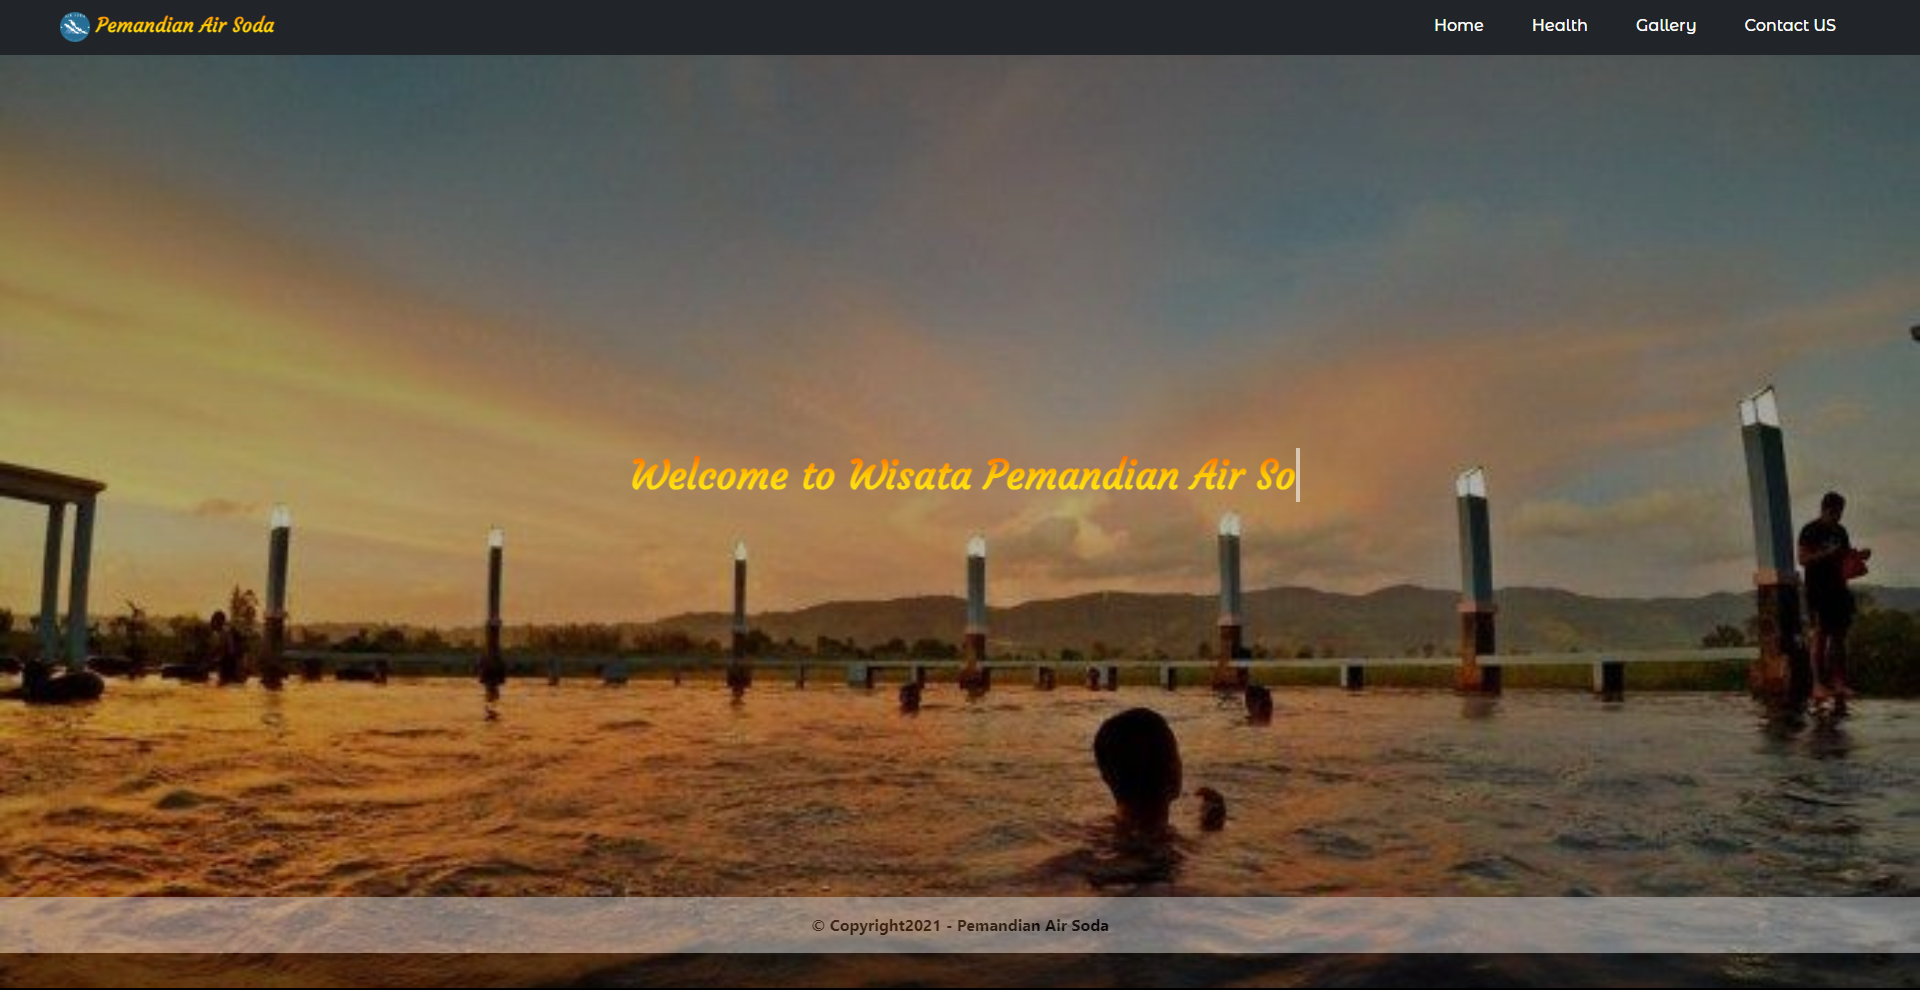 Pemandian Air Soda
Home Health Gallery Contact US
Welcome to Wisata Pemandian Air So
© Copyright2021 - Pemandian Air Soda